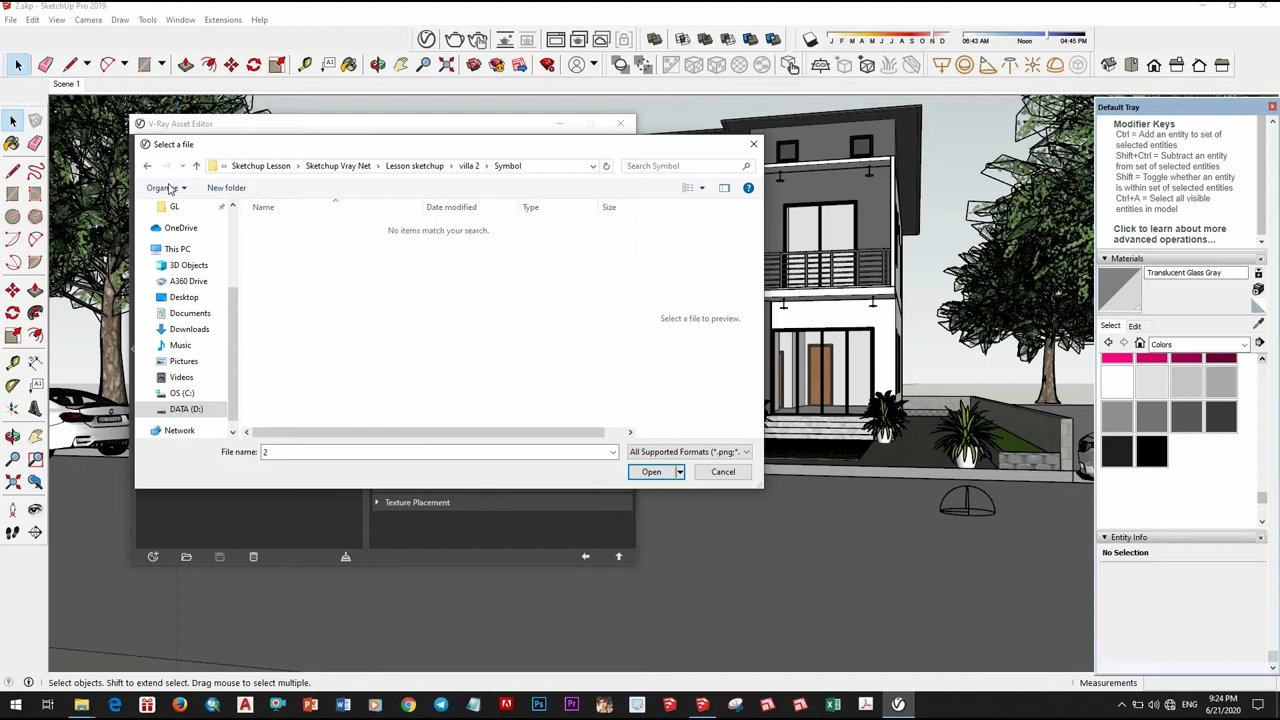 2.skp - SketchUp Pro 2019
File Edit View Camera Draw Tools Window Extensions Help
J F M A M J J A S O N D
06:43 AM Noon 04:45 PM
Scene 1
Default Tray
Modifier Keys
Ctrl = Add an entity to set of
selected entities
Shift+Ctrl = Subtract an entity
from set of selected entities
Shift = Toggle whether an
entity is within set of selected
entities
Ctrl+A = Select all visible
entities in model
Click to learn about more
advanced operations...
Materials
Translucent Glass Gray
Select Edit
Colors
Entity Info
No Selection
V-Ray Asset Editor
Select a file
« Sketchup Lesson › Sketchup Vray Net › Lesson sketchup › villa 2 › Symbol
Search Symbol
Organize New folder
Name Date modified Type Size
No items match your search.
Select a file to preview.
GL
OneDrive
This PC
3D Objects
A360 Drive
Desktop
Documents
Downloads
Music
Pictures
Videos
OS (C:)
DATA (D:)
Network
File name: 2
All Supported Formats (*.png;*.
Open Cancel
Texture Placement
Select objects. Shift to extend select. Drag mouse to select multiple.
Measurements
9:24 PM
6/21/2020